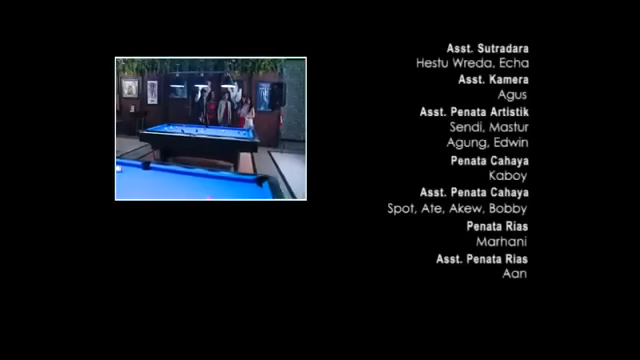 Asst. Sutradara
Hestu Wreda, Echa
Asst. Kamera
Agus
Asst. Penata Artistik
Sendi, Mastur
Agung, Edwin
Penata Cahaya
Kaboy
Asst. Penata Cahaya
Spot, Ate, Akew, Bobby
Penata Rias
Marhani
Asst. Penata Rias
Aan